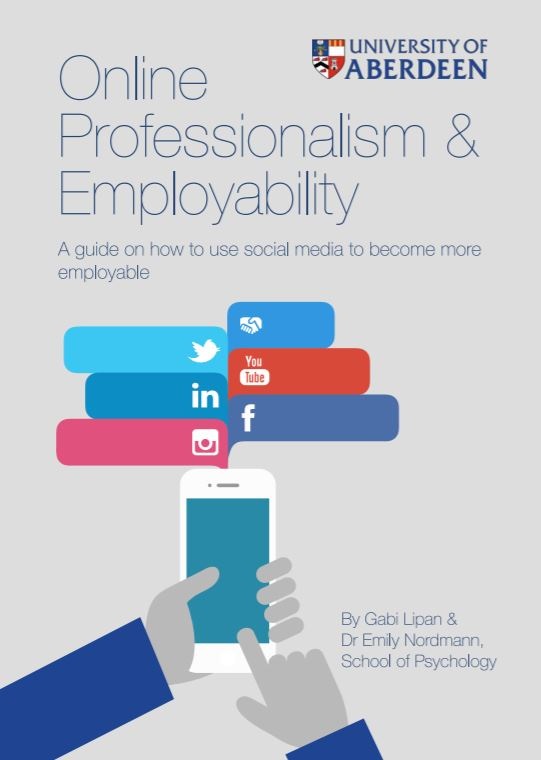 UNIVERSITY OF
ABERDEEN
Online
Professionalism &
Employability
A guide on how to use social media to become more
employable
You
Tube
in
f
By Gabi Lipan &
Dr Emily Nordmann,
School of Psychology